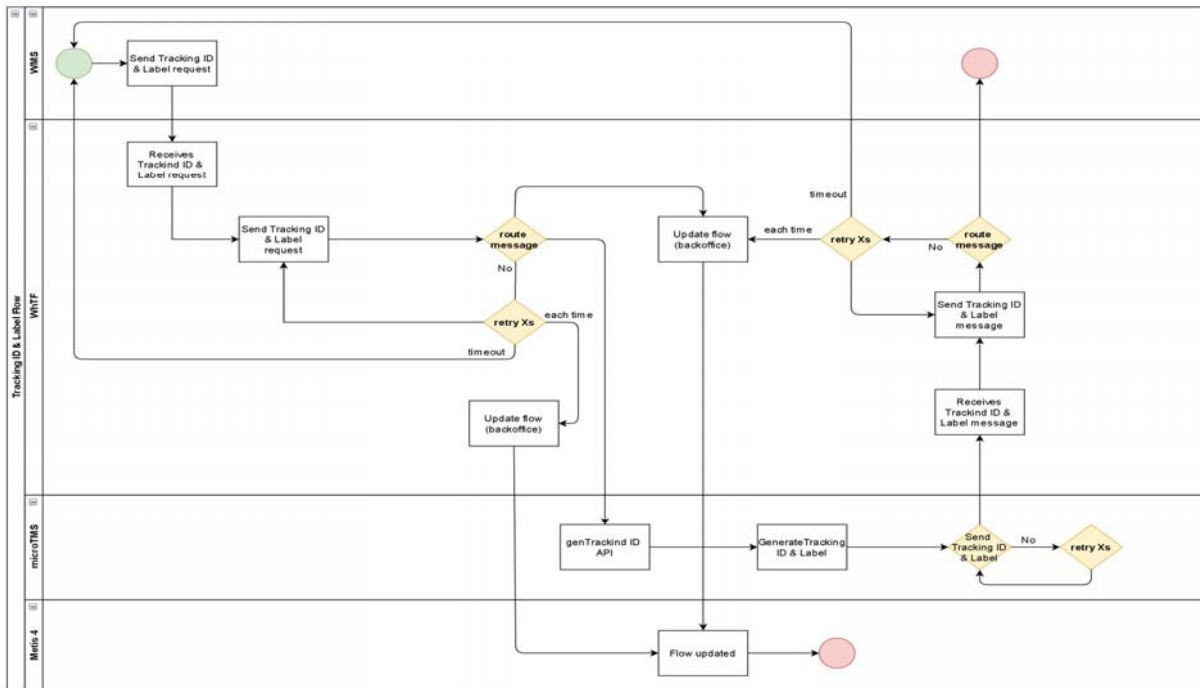 Tracking ID & Label Flow
WMS
Send Tracking ID
& Label request
WhTF
Receives
Trackind ID &
Label request
Send Tracking ID
& Label
request
route
message
No
retry Xs
each time
timeout
Update flow
(backoffice)
Update flow
(backoffice)
each time
retry Xs
timeout
No
route
message
Send Tracking ID
& Label
message
Receives
Trackind ID &
Label message
microTMS
genTrackind ID
API
GenerateTracking
ID & Label
Send
Tracking ID
& Label
No
retry Xs
Metis 4
Flow updated